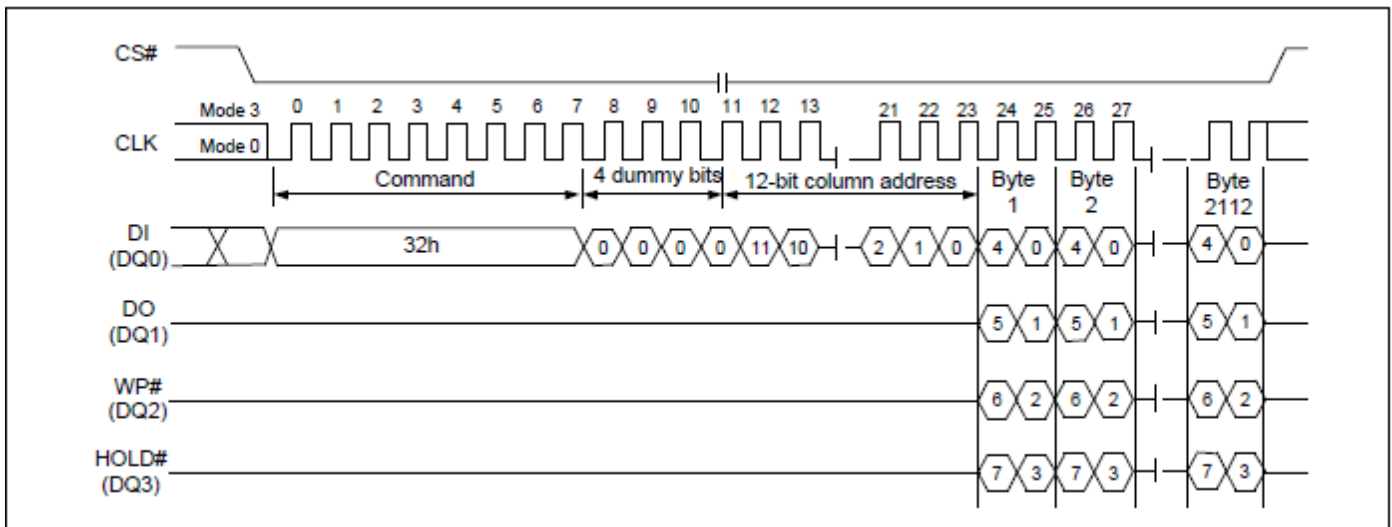 CS#
Mode 3 0 1 2 3 4 5 6 7 8 9 10 11 12 13 21 22 23 24 25 26 27
CLK
Mode 0
Command 4 dummy bits 12-bit column address Byte 1 Byte 2 Byte 2112
DI (DQ0) 32h 0 0 0 0 11 10 2 1 0 4 0 4 0 4 0
DO (DQ1) 5 1 5 1 5 1
WP# (DQ2) 6 2 6 2 6 2
HOLD# (DQ3) 7 3 7 3 7 3